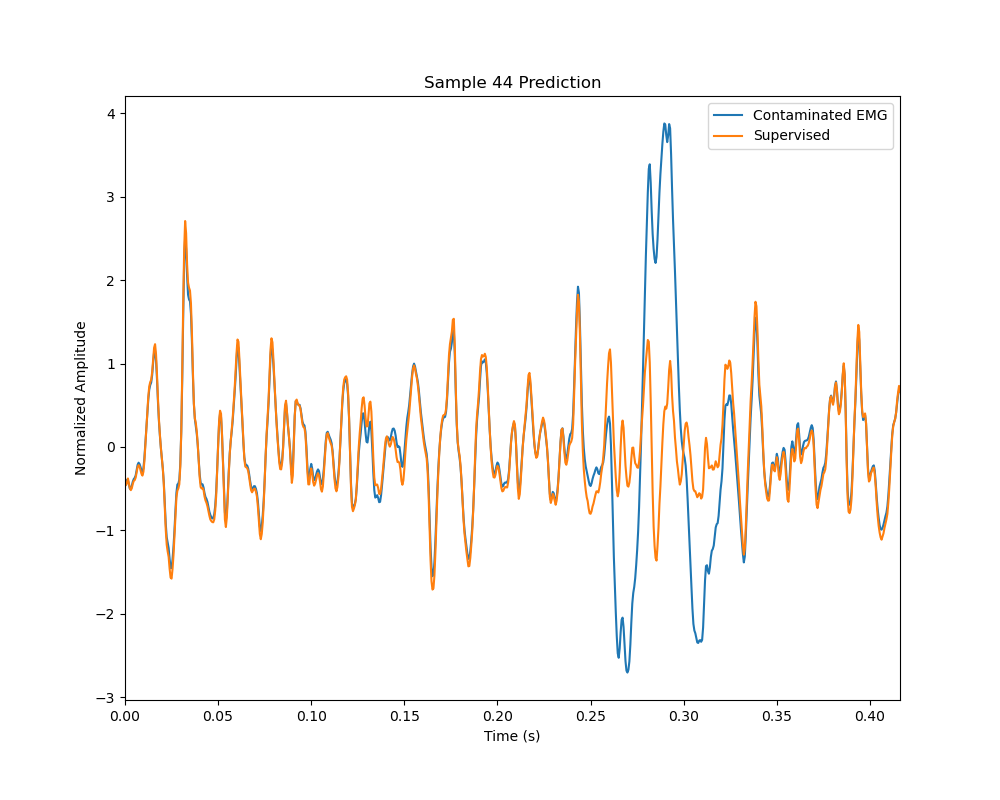 Sample 44 Prediction
Contaminated EMG
Supervised
Normalized Amplitude
4
3
2
1
0
−1
−2
−3
0.00 0.05 0.10 0.15 0.20 0.25 0.30 0.35 0.40
Time (s)